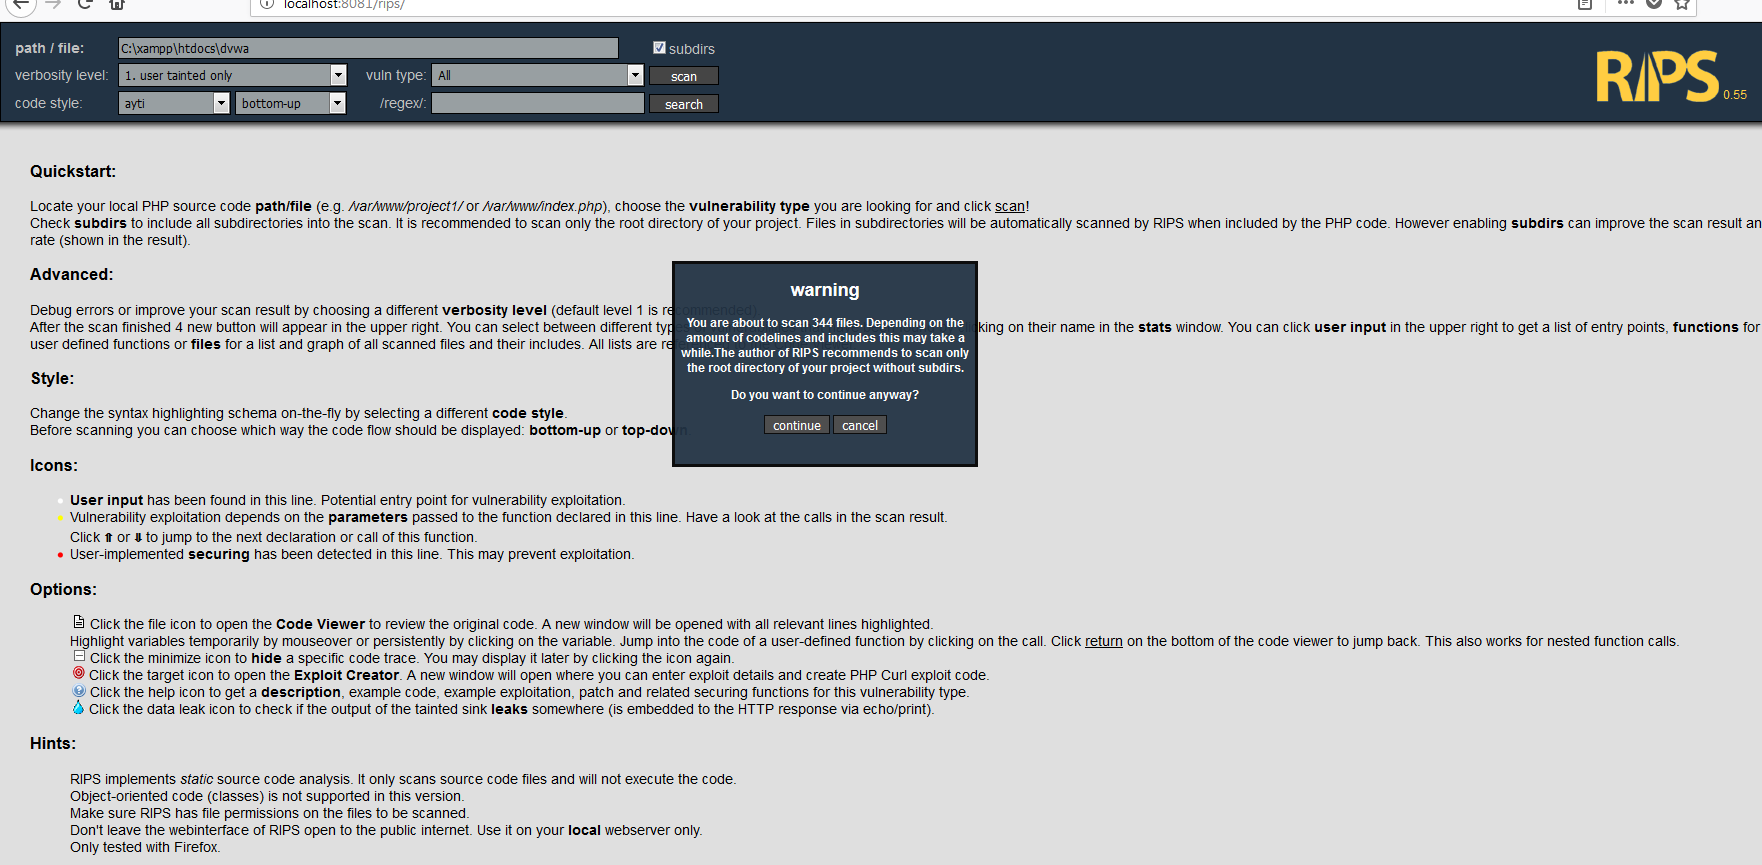 localhost:8081/rips/
path / file: C:\xampp\htdocs\dvwa subdirs
verbosity level: 1. user tainted only vuln type: All scan
code style: ayti bottom-up /regex/: search
RIPS 0.55
Quickstart:
Locate your local PHP source code path/file (e.g. /var/www/project1/ or /var/www/index.php), choose the vulnerability type you are looking for and click scan!
Check subdirs to include all subdirectories into the scan. It is recommended to scan only the root directory of your project. Files in subdirectories will be automatically scanned by RIPS when included by the PHP code. However enabling subdirs can improve the scan result an
rate (shown in the result).
Advanced:
Debug errors or improve your scan result by choosing a different verbosity level (default level 1 is recommended).
After the scan finished 4 new button will appear in the upper right. You can select between different type king on their name in the stats window. You can click user input in the upper right to get a list of entry points, functions for
user defined functions or files for a list and graph of all scanned files and their includes. All lists are
warning
You are about to scan 344 files. Depending on the
amount of codelines and includes this may take a
while.The author of RIPS recommends to scan only
the root directory of your project without subdirs.
Do you want to continue anyway?
continue cancel
Style:
Change the syntax highlighting schema on-the-fly by selecting a different code style.
Before scanning you can choose which way the code flow should be displayed: bottom-up or top-down
Icons:
User input has been found in this line. Potential entry point for vulnerability exploitation.
Vulnerability exploitation depends on the parameters passed to the function declared in this line. Have a look at the calls in the scan result.
Click ⇑ or ⇓ to jump to the next declaration or call of this function.
User-implemented securing has been detected in this line. This may prevent exploitation.
Options:
Click the file icon to open the Code Viewer to review the original code. A new window will be opened with all relevant lines highlighted.
Highlight variables temporarily by mouseover or persistently by clicking on the variable. Jump into the code of a user-defined function by clicking on the call. Click return on the bottom of the code viewer to jump back. This also works for nested function calls.
Click the minimize icon to hide a specific code trace. You may display it later by clicking the icon again.
Click the target icon to open the Exploit Creator. A new window will open where you can enter exploit details and create PHP Curl exploit code.
Click the help icon to get a description, example code, example exploitation, patch and related securing functions for this vulnerability type.
Click the data leak icon to check if the output of the tainted sink leaks somewhere (is embedded to the HTTP response via echo/print).
Hints:
RIPS implements static source code analysis. It only scans source code files and will not execute the code.
Object-oriented code (classes) is not supported in this version.
Make sure RIPS has file permissions on the files to be scanned.
Don't leave the webinterface of RIPS open to the public internet. Use it on your local webserver only.
Only tested with Firefox.